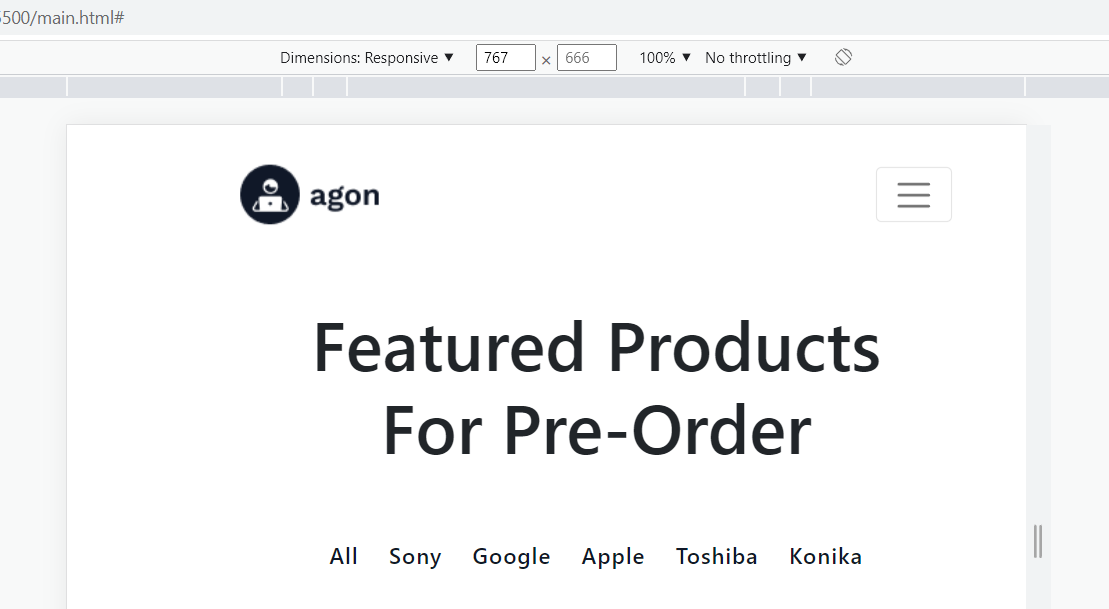 5500/main.html#
Dimensions: Responsive ▼ 767 × 666 100% ▼ No throttling ▼
agon
Featured Products
For Pre-Order
All Sony Google Apple Toshiba Konika